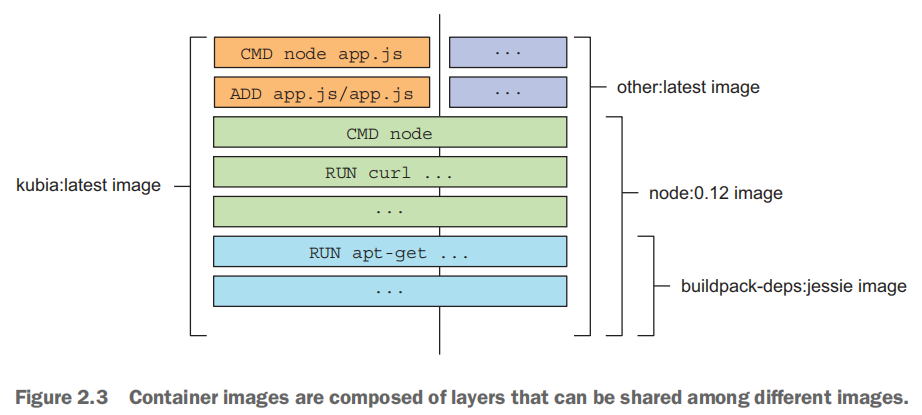 CMD node app.js
...
ADD app.js/app.js
...
other:latest image
CMD node
RUN curl ...
kubia:latest image
node:0.12 image
...
RUN apt-get ...
buildpack-deps:jessie image
...
Figure 2.3 Container images are composed of layers that can be shared among different images.